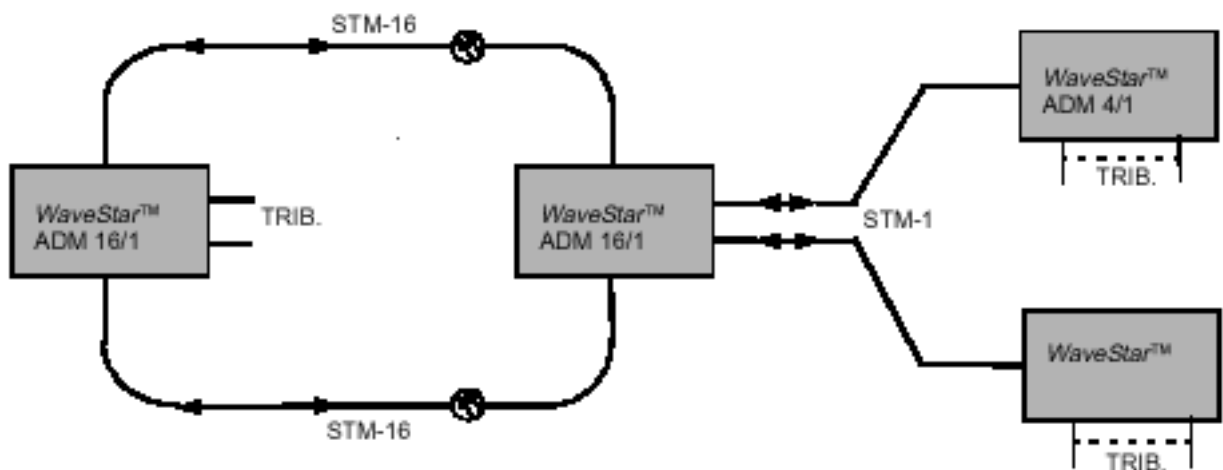 STM-16
WaveStar™
ADM 4/1
TRIB.
WaveStar™
ADM 16/1
TRIB.
WaveStar™
ADM 16/1
STM-1
WaveStar™
TRIB.
STM-16